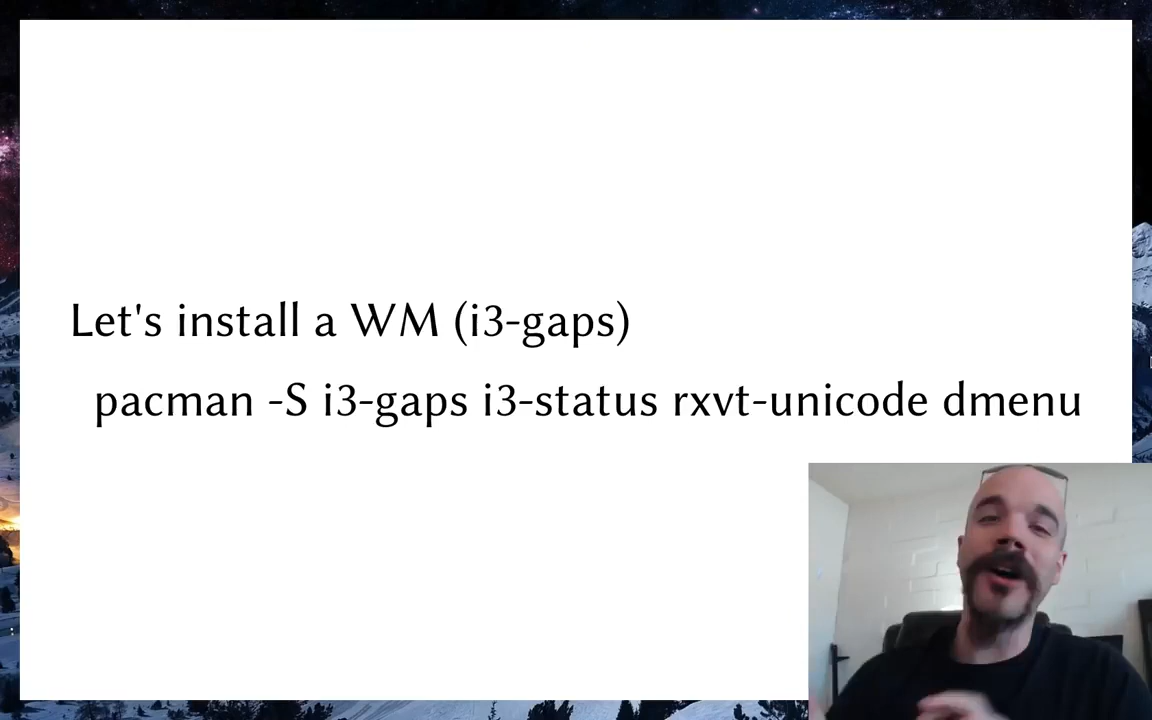 Let's install a WM (i3-gaps)
pacman -S i3-gaps i3-status rxvt-unicode dmenu